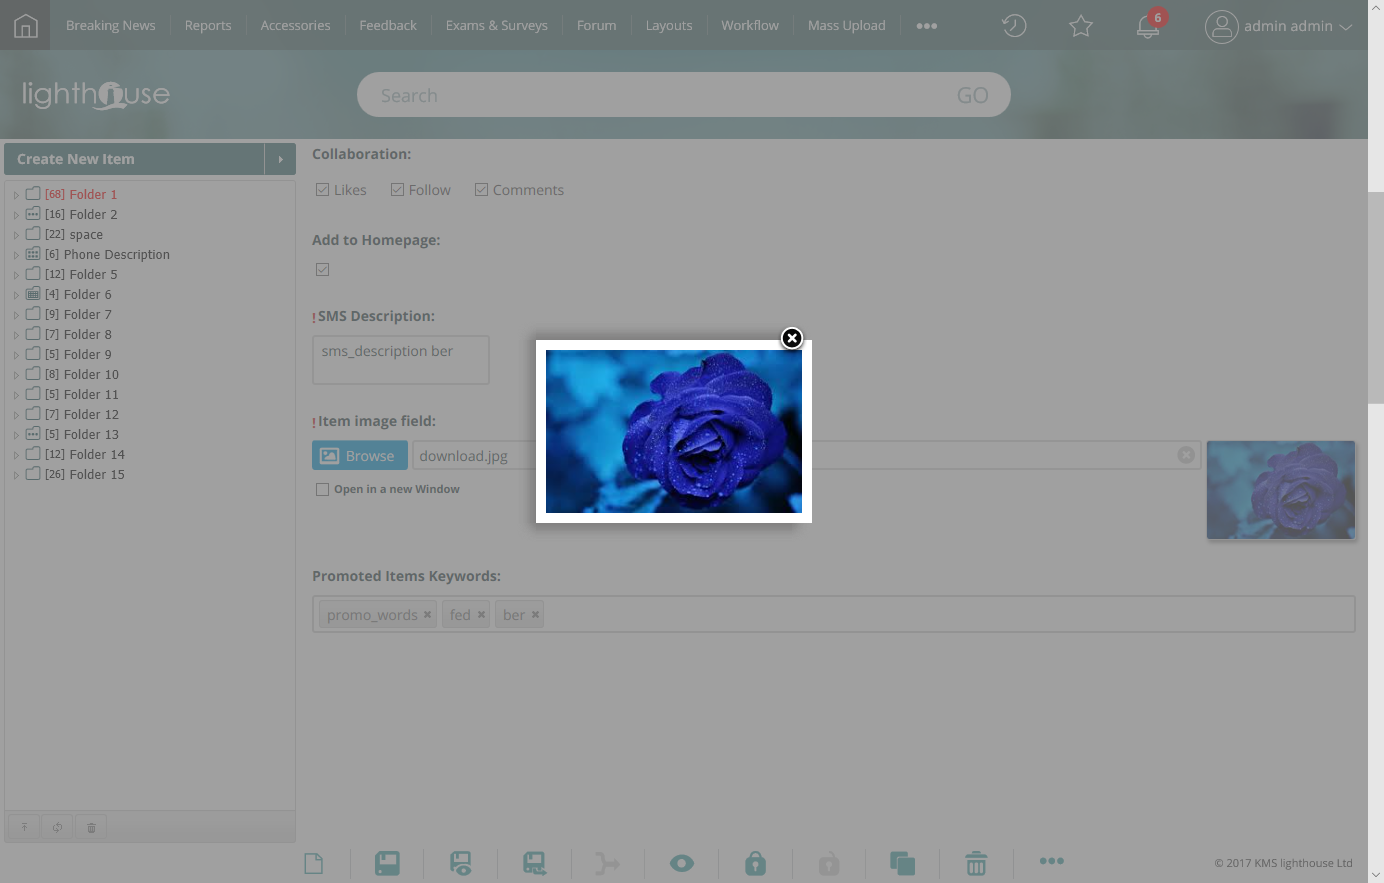 Breaking News Reports Accessories Feedback Exams & Surveys Forum Layouts Workflow Mass Upload 6 admin admin
lighthouse Search GO
Create New Item
[68] Folder 1
[16] Folder 2
[22] space
[6] Phone Description
[12] Folder 5
[4] Folder 6
[9] Folder 7
[7] Folder 8
[5] Folder 9
[8] Folder 10
[5] Folder 11
[7] Folder 12
[5] Folder 13
[12] Folder 14
[26] Folder 15
Collaboration:
Likes Follow Comments
Add to Homepage:
! SMS Description:
sms_description ber
! Item image field:
Browse download.jpg
Open in a new Window
Promoted Items Keywords:
promo_words fed ber
© 2017 KMS lighthouse Ltd